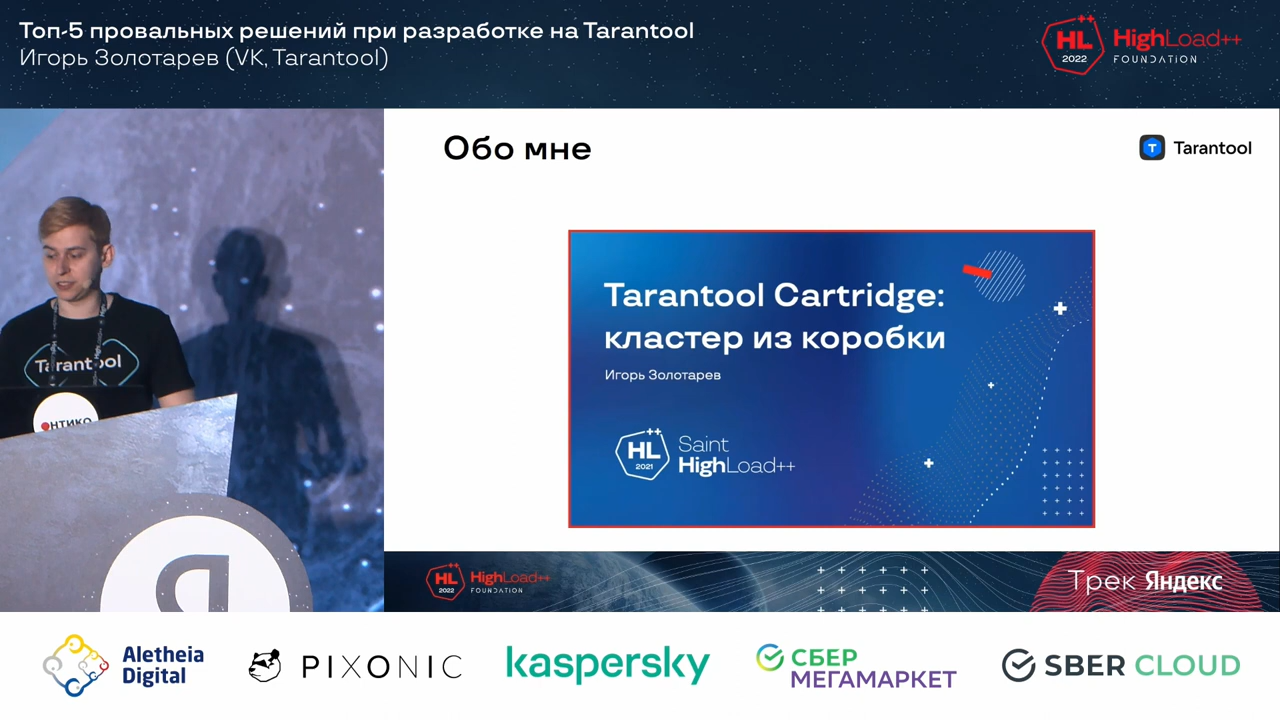 Топ-5 провальных решений при разработке на Tarantool
Игорь Золотарев (VK, Tarantool)
HL
2022
HighLoad++
FOUNDATION
Обо мне
Tarantool
Tarantool Cartridge:
кластер из коробки
Игорь Золотарев
HL++
2021
Saint
HighLoad++
Tarantool
ОНТИКО
Я
HL
2022
HighLoad++
FOUNDATION
Трек Яндекс
Aletheia
Digital
PIXONIC
kaspersky
СБЕР
МЕГАМАРКЕТ
SBER CLOUD